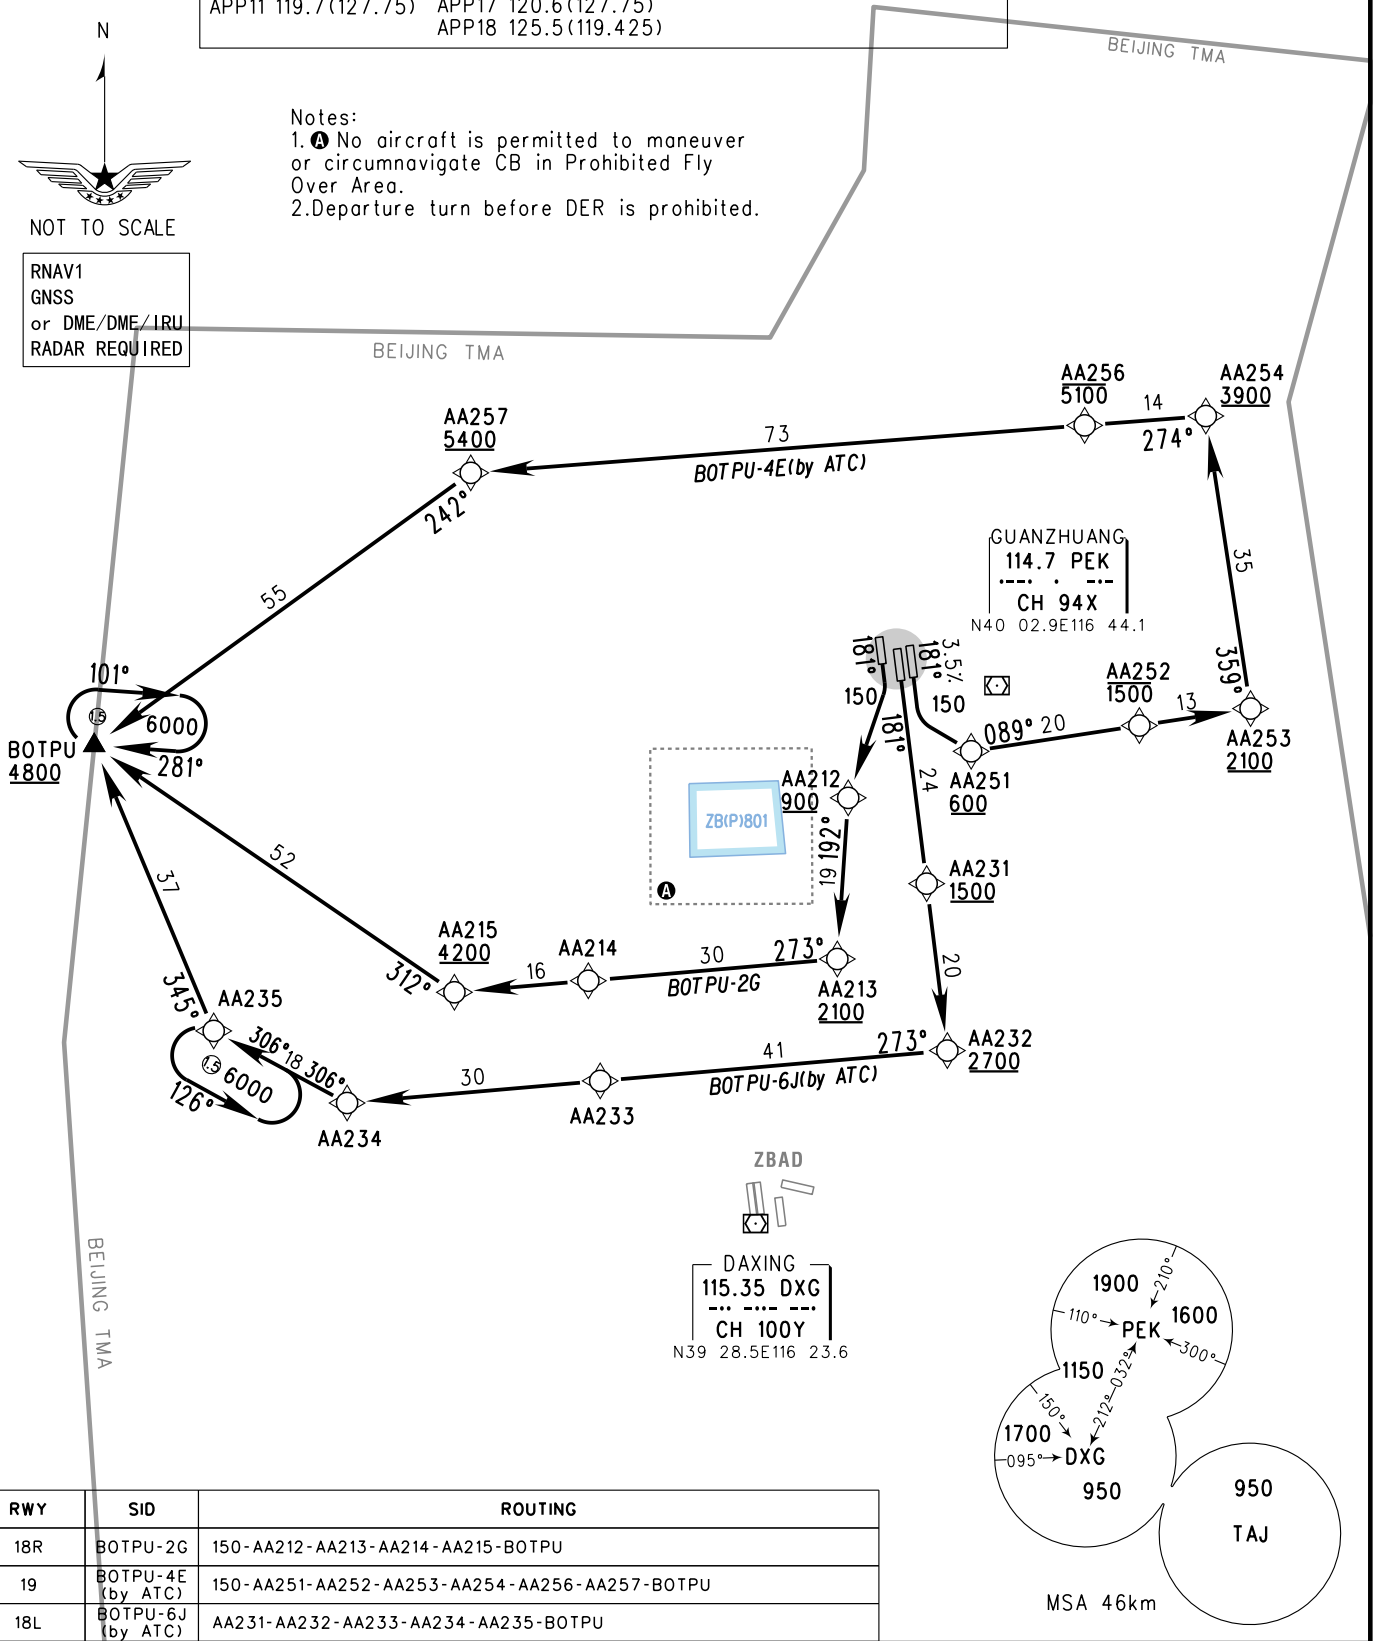 APP11 119.7(127.75) APP17 120.6(127.75)
APP18 125.5(119.425)
N
BEIJING TMA
Notes:
1. A No aircraft is permitted to maneuver
or circumnavigate CB in Prohibited Fly
Over Area.
2.Departure turn before DER is prohibited.
NOT TO SCALE
RNAV1
GNSS
or DME/DME/IRU
RADAR REQUIRED
BEIJING TMA
AA256
5100
14
AA254
3900
274°
AA257
5400
73
BOTPU-4E(by ATC)
242°
55
GUANZHUANG
114.7 PEK
CH 94X
N40 02.9E116 44.1
35
359°
181°
181°
3.5%
150
150
181°
AA252
1500
13
089° 20
AA253
2100
AA251
600
24
101°
1.5
6000
BOTPU
4800
281°
AA212
900
ZB(P)801
A
192°
19
AA231
1500
20
52
37
AA215
4200
AA214
30
273°
16
BOTPU-2G
312°
AA213
2100
345°
AA235
306° 18 306°
1.5
6000
126°
AA234
30
AA233
41
273°
BOTPU-6J(by ATC)
AA232
2700
ZBAD
DAXING
115.35 DXG
CH 100Y
N39 28.5E116 23.6
BEIJING TMA
1900
210°
110°
PEK
1600
300°
1150
032°
212°
150°
1700
095°
DXG
950
950
TAJ
MSA 46km
RWY SID ROUTING
18R BOTPU-2G 150-AA212-AA213-AA214-AA215-BOTPU
19 BOTPU-4E (by ATC) 150-AA251-AA252-AA253-AA254-AA256-AA257-BOTPU
18L BOTPU-6J (by ATC) AA231-AA232-AA233-AA234-AA235-BOTPU